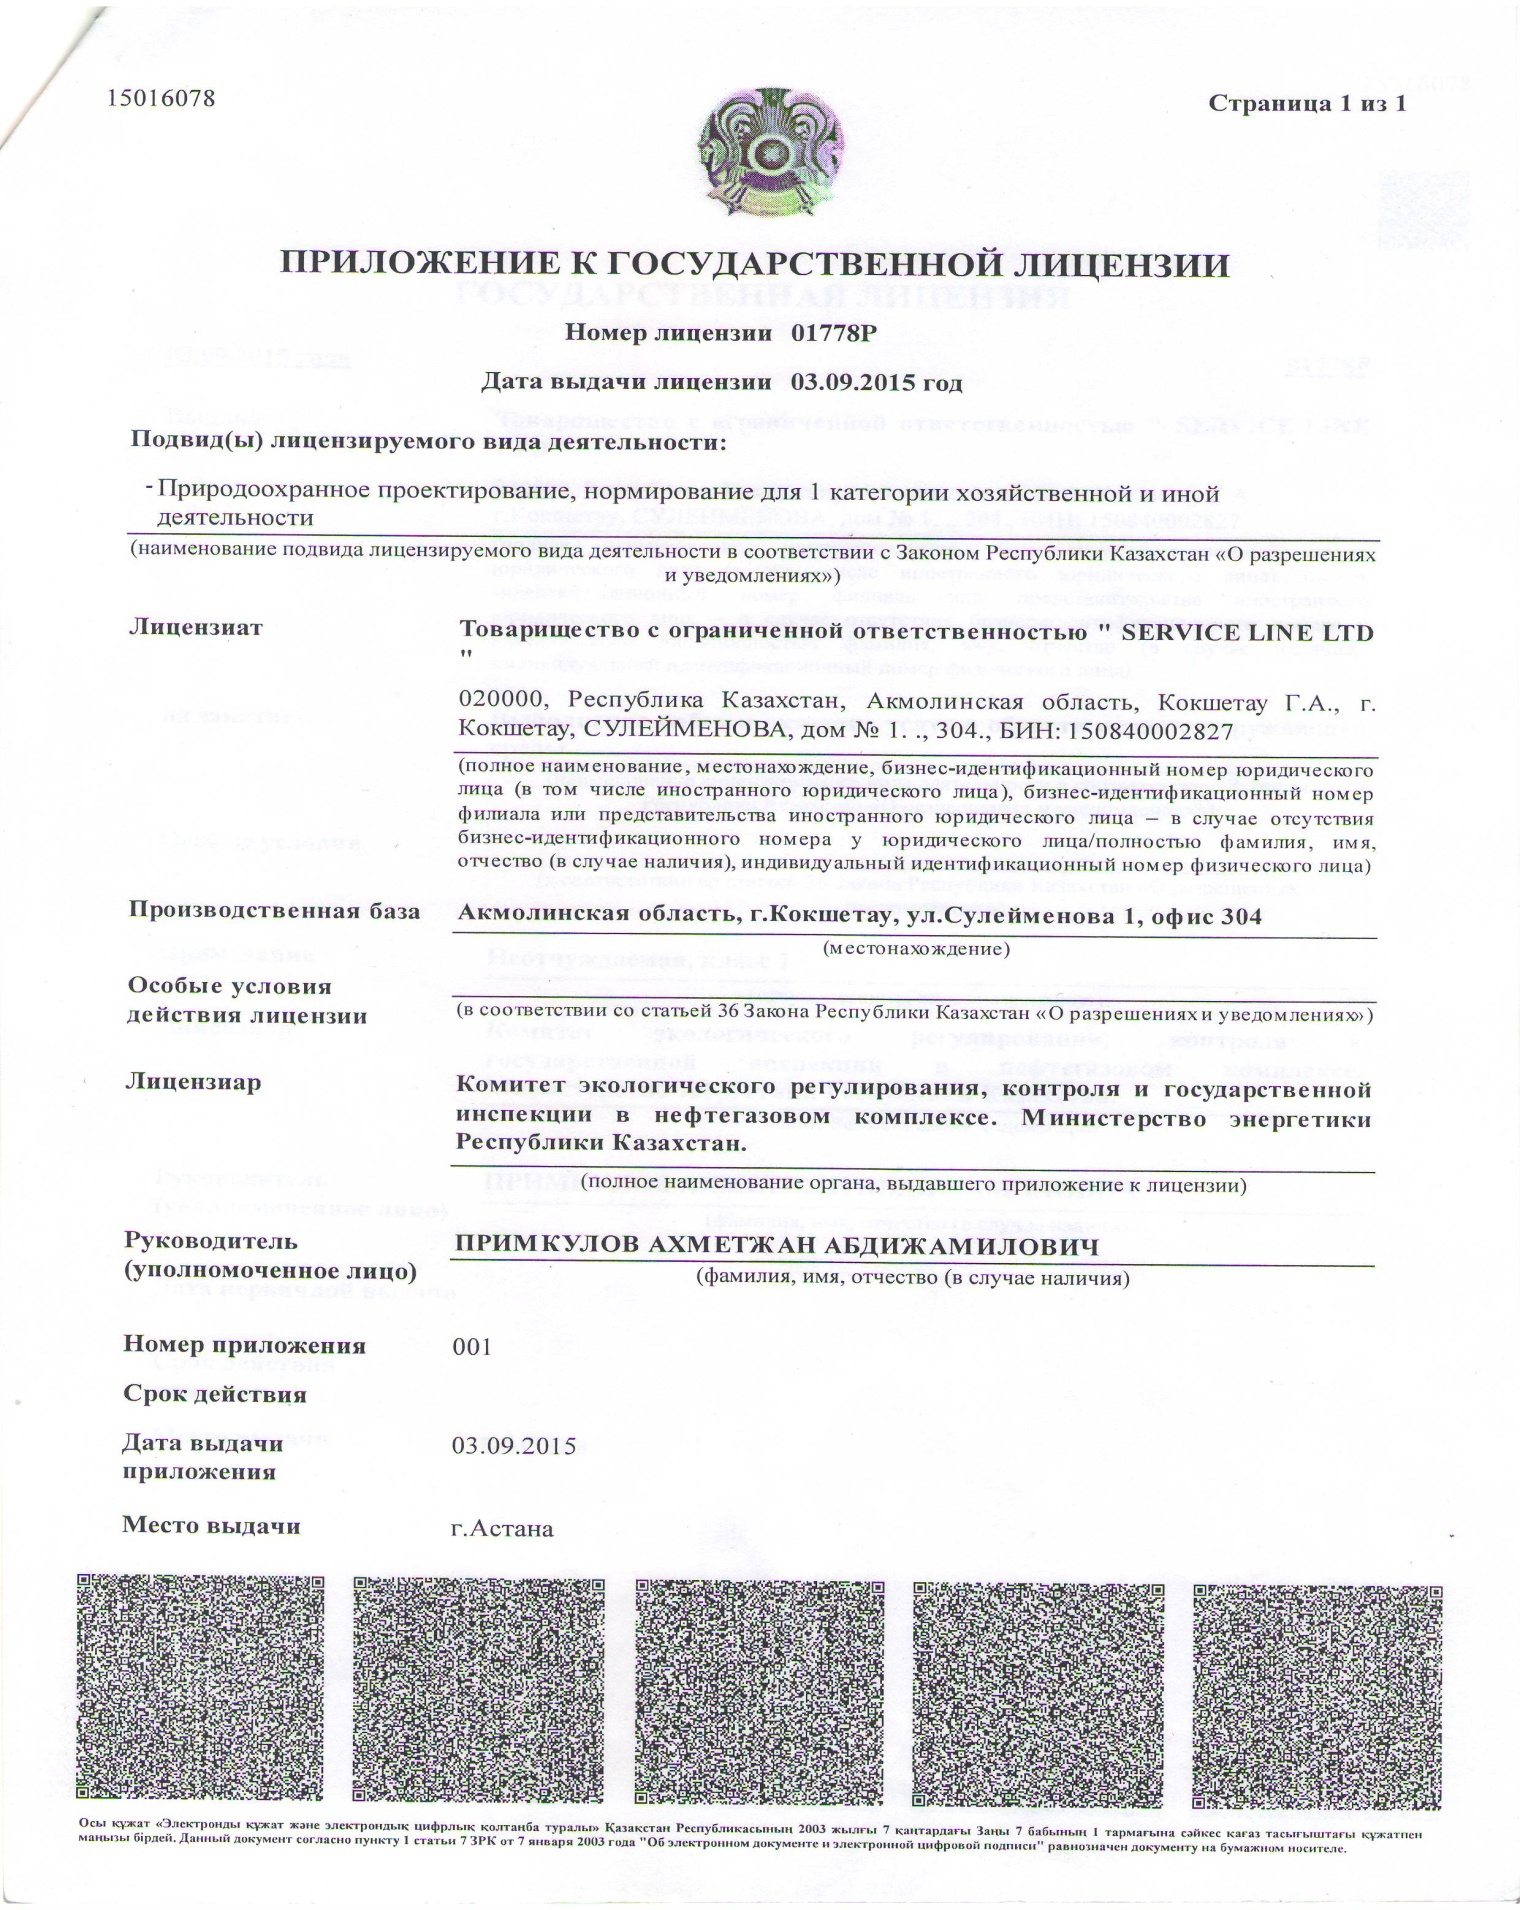 15016078
Страница 1 из 1
ПРИЛОЖЕНИЕ К ГОСУДАРСТВЕННОЙ ЛИЦЕНЗИИ
Номер лицензии 01778Р
Дата выдачи лицензии 03.09.2015 год
Подвид(ы) лицензируемого вида деятельности:
- Природоохранное проектирование, нормирование для 1 категории хозяйственной и иной
деятельности
(наименование подвида лицензируемого вида деятельности в соответствии с Законом Республики Казахстан «О разрешениях
и уведомлениях»)
Лицензиат
Товарищество с ограниченной ответственностью " SERVICE LINE LTD
"
020000, Республика Казахстан, Акмолинская область, Кокшетау Г.А., г.
Кокшетау, СУЛЕЙМЕНОВА, дом № 1. ., 304., БИН: 150840002827
(полное наименование, местонахождение, бизнес-идентификационный номер юридического
лица (в том числе иностранного юридического лица), бизнес-идентификационный номер
филиала или представительства иностранного юридического лица – в случае отсутствия
бизнес-идентификационного номера у юридического лица/полностью фамилия, имя,
отчество (в случае наличия), индивидуальный идентификационный номер физического лица)
Производственная база
Акмолинская область, г.Кокшетау, ул.Сулейменова 1, офис 304
(местонахождение)
Особые условия
действия лицензии
(в соответствии со статьей 36 Закона Республики Казахстан «О разрешениях и уведомлениях»)
Лицензиар
Комитет экологического регулирования, контроля и государственной
инспекции в нефтегазовом комплексе. Министерство энергетики
Республики Казахстан.
(полное наименование органа, выдавшего приложение к лицензии)
Руководитель
(уполномоченное лицо)
ПРИМКУЛОВ АХМЕТЖАН АБДИЖАМИЛОВИЧ
(фамилия, имя, отчество (в случае наличия)
Номер приложения
001
Срок действия
Дата выдачи
приложения
03.09.2015
Место выдачи
г.Астана
Осы құжат «Электронды құжат және электрондық цифрлық қолтаңба туралы» Қазақстан Республикасының 2003 жылғы 7 қаңтардағы Заңы 7 бабының 1 тармағына сәйкес қағаз тасығыштағы құжатпен
маңызы бірдей. Данный документ согласно пункту 1 статьи 7 ЗРК от 7 января 2003 года "Об электронном документе и электронной цифровой подписи" равнозначен документу на бумажном носителе.